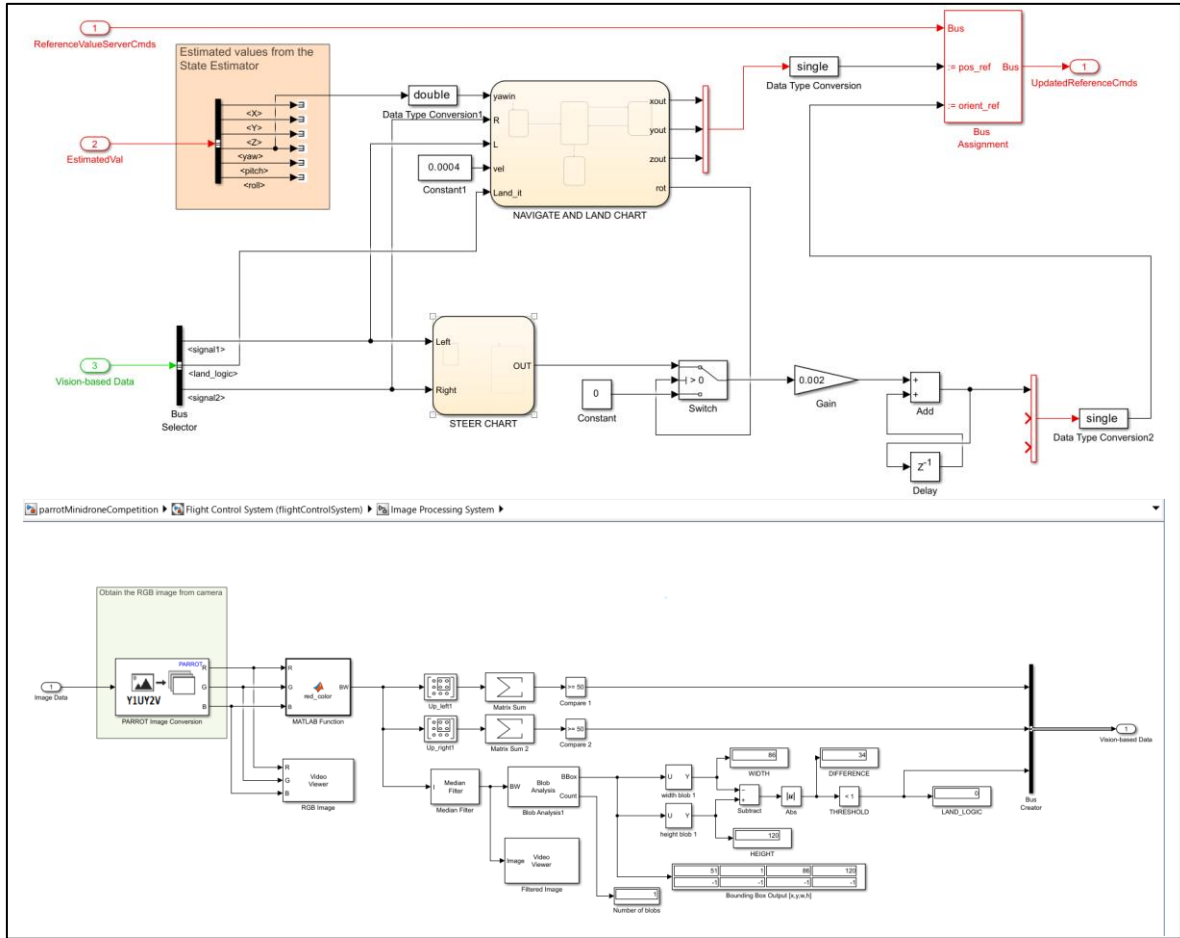 1
ReferenceValueServerCmds
Estimated values from the
State Estimator
<X>
<Y>
<Z>
<yaw>
<pitch>
<roll>
2
EstimatedVal
double
Data Type Conversion1
0.0004
Constant1
yawin
R
L
vel
Land_it
xout
yout
zout
rot
NAVIGATE AND LAND CHART
single
Data Type Conversion
Bus
:= pos_ref
:= orient_ref
Bus
Bus
Assignment
1
UpdatedReferenceCmds
3
Vision-based Data
<signal1>
<land_logic>
<signal2>
Bus
Selector
Left
Right
OUT
STEER CHART
0
Constant
> 0
Switch
0.002
Gain
+
+
Add
Z-1
Delay
single
Data Type Conversion2
parrotMinidroneCompetition
Flight Control System (flightControlSystem)
Image Processing System
Obtain the RGB image from camera
1
Image Data
PARROT
Y1UY2V
R
G
B
PARROT Image Conversion
R
G
B
red_color
BW
MATLAB Function
R
G
B
Video
Viewer
RGB Image
Up_left1
Matrix Sum
>= 50
Compare 1
Up_right1
Matrix Sum 2
>= 50
Compare 2
I
Median
Filter
Median Filter
BW
Blob
Analysis
BBox
Count
Blob Analysis1
Image
Video
Viewer
Filtered Image
U Y
width blob 1
U Y
height blob 1
86
WIDTH
120
HEIGHT
−
+
Subtract
|u|
Abs
34
DIFFERENCE
< 1
THRESHOLD
0
LAND_LOGIC
51 1 86 120
-1 -1 -1 -1
Bounding Box Output [x,y,w,h]
1
Number of blobs
Bus
Creator
1
Vision-based Data